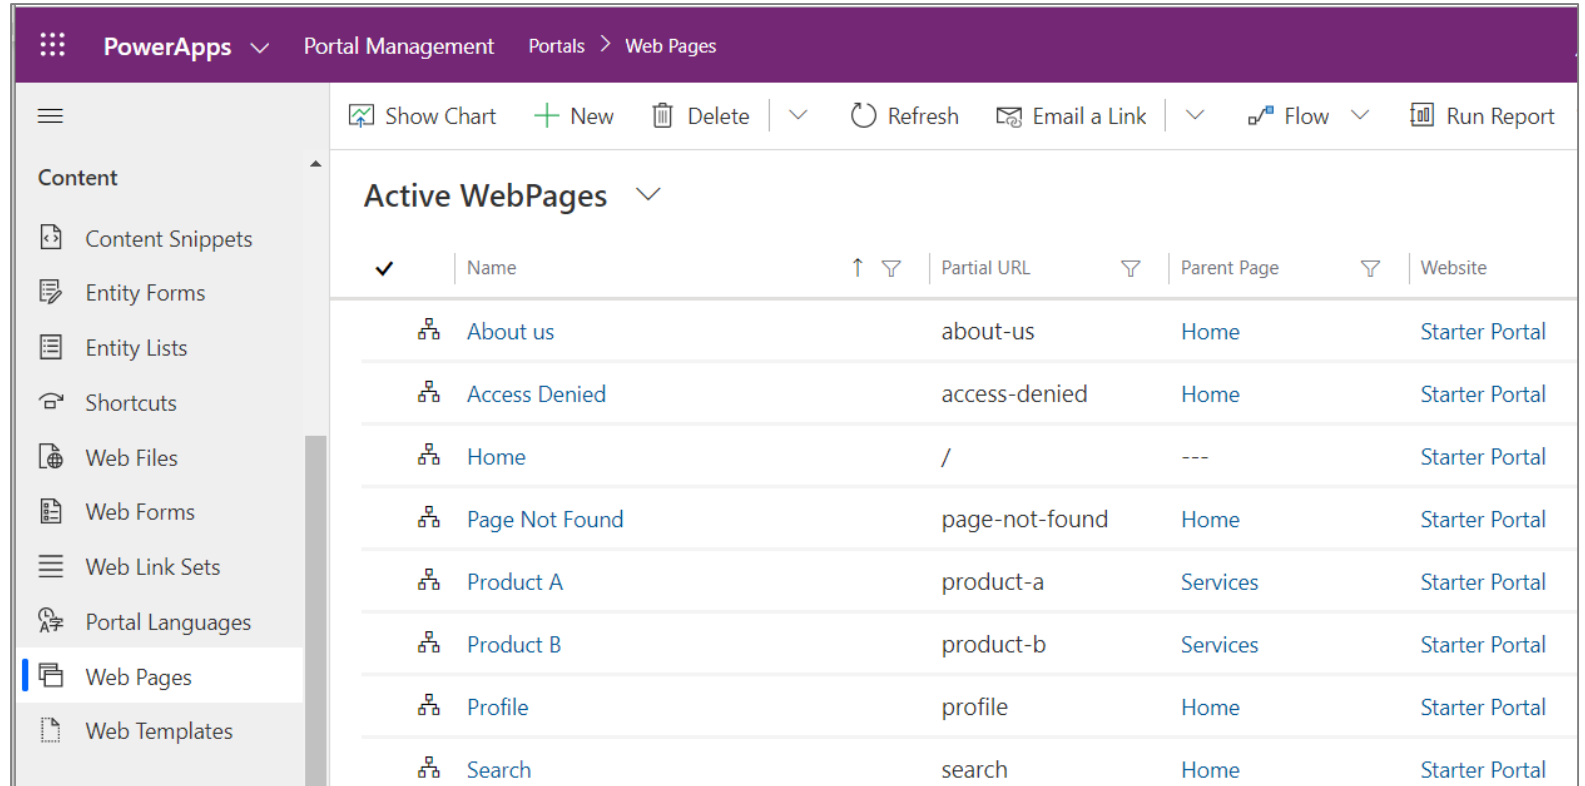 PowerApps Portal Management Portals > Web Pages
Show Chart New Delete Refresh Email a Link Flow Run Report
Content
Content Snippets
Entity Forms
Entity Lists
Shortcuts
Web Files
Web Forms
Web Link Sets
Portal Languages
Web Pages
Web Templates
Active WebPages
Name Partial URL Parent Page Website
About us about-us Home Starter Portal
Access Denied access-denied Home Starter Portal
Home / --- Starter Portal
Page Not Found page-not-found Home Starter Portal
Product A product-a Services Starter Portal
Product B product-b Services Starter Portal
Profile profile Home Starter Portal
Search search Home Starter Portal